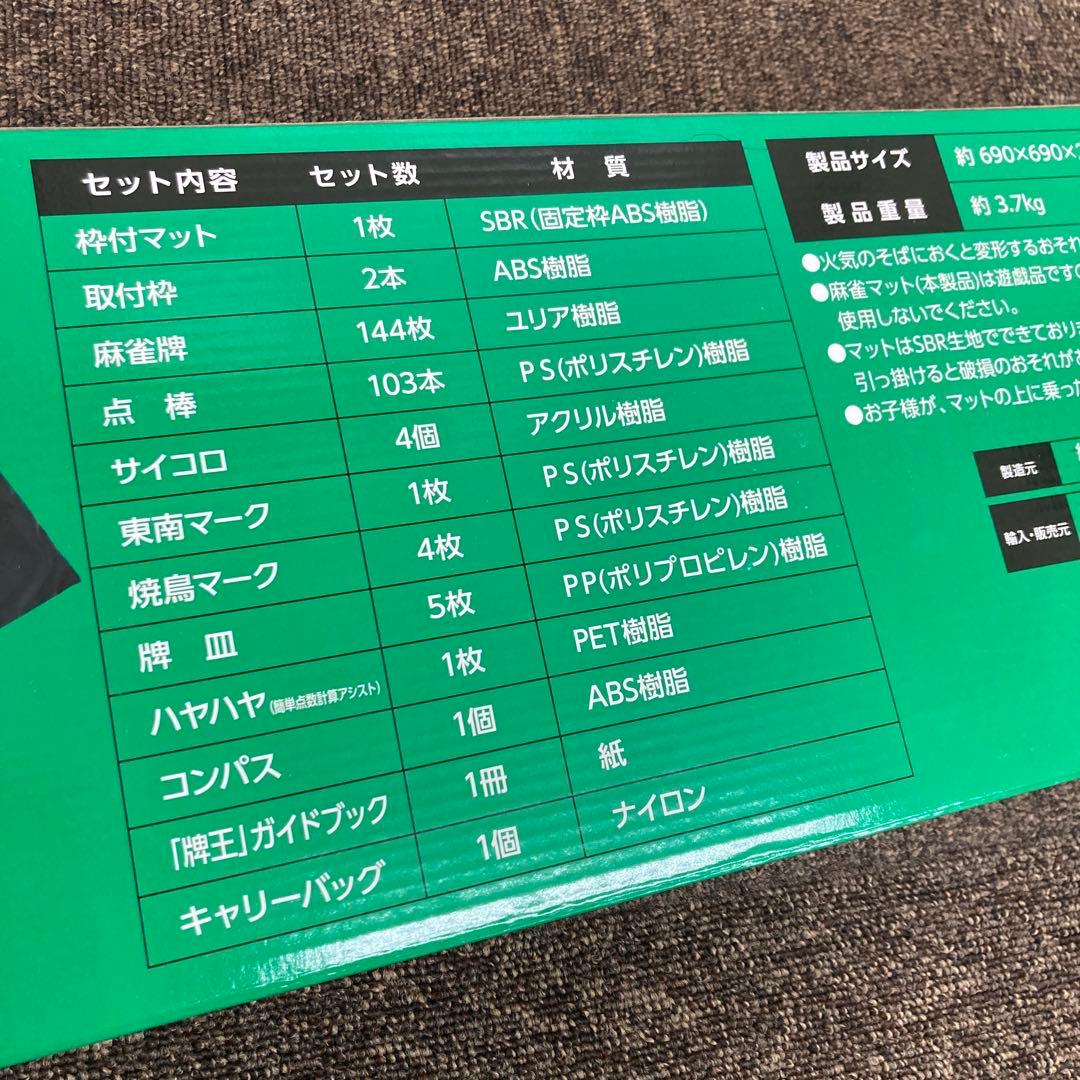 セット内容 セット数 材 質
枠付マット 1枚 SBR(固定枠ABS樹脂)
取付枠 2本 ABS樹脂
麻雀牌 144枚 ユリア樹脂
点 棒 103本 PS(ポリスチレン)樹脂
サイコロ 4個 アクリル樹脂
東南マーク 1枚 PS(ポリスチレン)樹脂
焼鳥マーク 4枚 PS(ポリスチレン)樹脂
牌 皿 5枚 PP(ポリプロピレン)樹脂
ハヤハヤ(簡単点数計算アシスト) 1枚 PET樹脂
コンパス 1個 ABS樹脂
「牌王」ガイドブック 1冊 紙
キャリーバッグ 1個 ナイロン
製品サイズ 約 690×690×
製品重量 約 3.7kg
●火気のそばにおくと変形するおそれ
●麻雀マット(本製品)は遊戯品ですの
使用しないでください。
●マットはSBR生地でできており
引っ掛けると破損のおそれが
●お子様が、マットの上に乗った
製造元
輸入・販売元